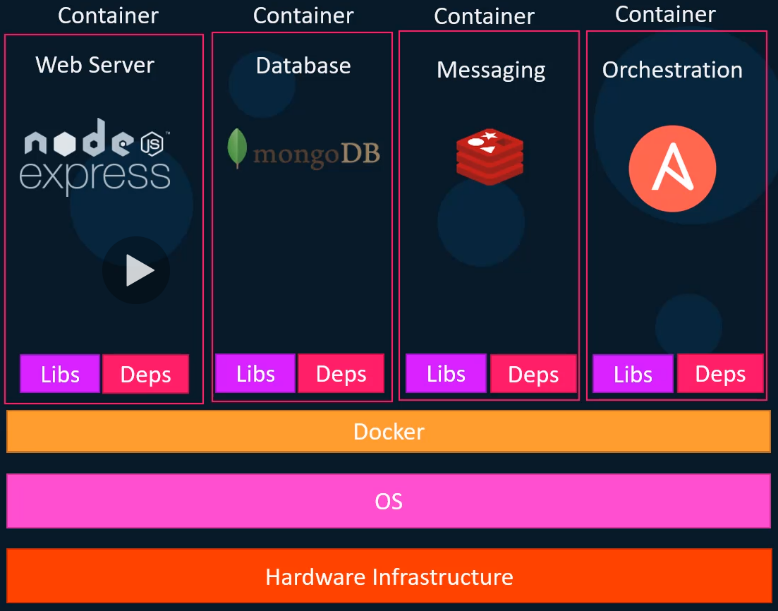 Container
Container
Container
Container
Web Server
Database
Messaging
Orchestration
node
JS
express
mongoDB
A
Libs
Deps
Libs
Deps
Libs
Deps
Libs
Deps
Docker
OS
Hardware Infrastructure